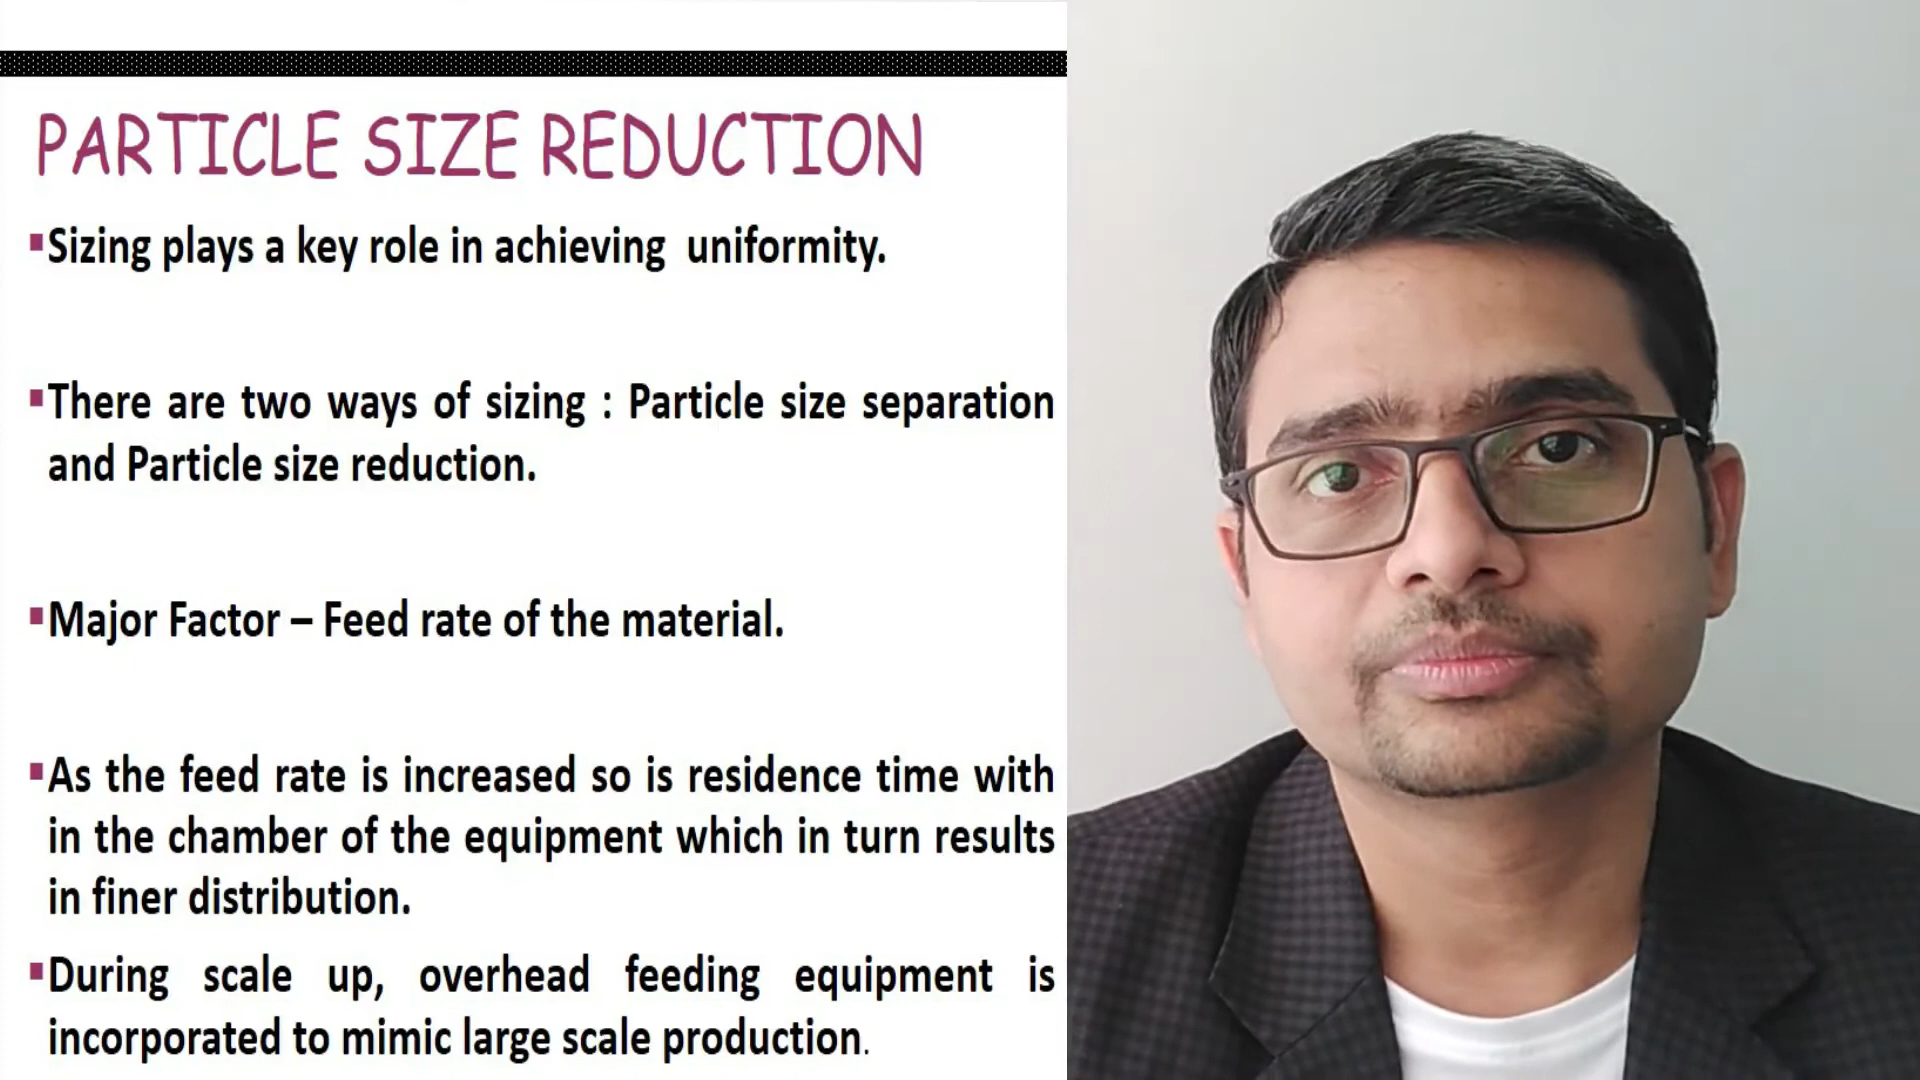 PARTICLE SIZE REDUCTION
▪Sizing plays a key role in achieving uniformity.
▪There are two ways of sizing : Particle size separation
and Particle size reduction.
▪Major Factor – Feed rate of the material.
▪As the feed rate is increased so is residence time with
in the chamber of the equipment which in turn results
in finer distribution.
▪During scale up, overhead feeding equipment is
incorporated to mimic large scale production.